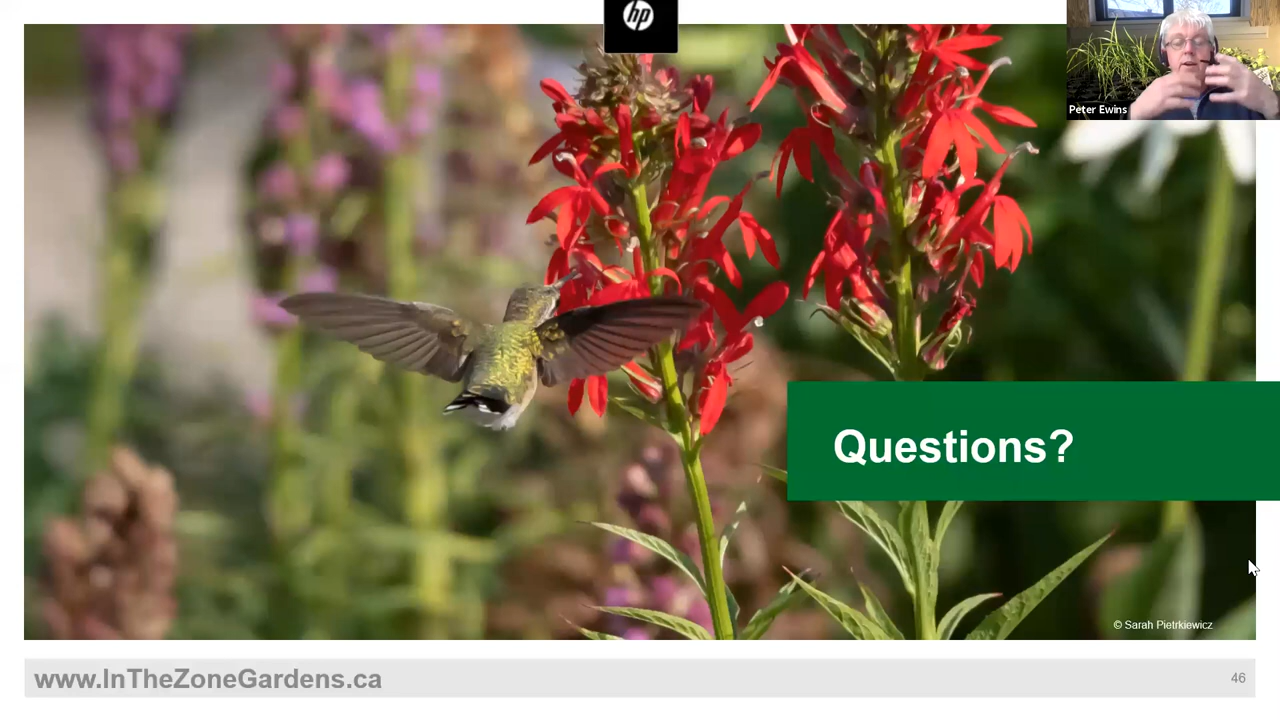 hp
Peter Ewins
Questions?
© Sarah Pietrkiewicz
www.InTheZoneGardens.ca
46